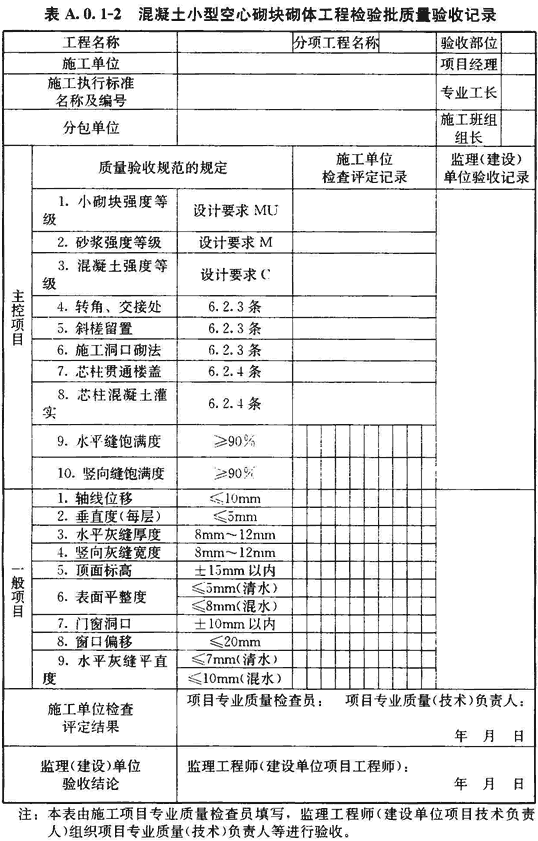 表 A.0.1-2 混凝土小型空心砌块砌体工程检验批质量验收记录
工程名称 分项工程名称 验收部位
施工单位 项目经理
施工执行标准
名称及编号 专业工长
分包单位 施工班组
组长
主控项目
质量验收规范的规定 施工单位
检查评定记录 监理(建设)
单位验收记录
1. 小砌块强度等
级 设计要求 MU
2. 砂浆强度等级 设计要求 M
3. 混凝土强度等
级 设计要求 C
4. 转角、交接处 6.2.3 条
5. 斜槎留置 6.2.3 条
6. 施工洞口砌法 6.2.3 条
7. 芯柱贯通楼盖 6.2.4 条
8. 芯柱混凝土灌
实 6.2.4 条
9. 水平缝饱满度 ≥90%
10. 竖向缝饱满度 ≥90%
一般项目
1. 轴线位移 ≤10mm
2. 垂直度(每层) ≤5mm
3. 水平灰缝厚度 8mm～12mm
4. 竖向灰缝宽度 8mm～12mm
5. 顶面标高 ±15mm 以内
6. 表面平整度 ≤5mm(清水)
≤8mm(混水)
7. 门窗洞口 ±10mm 以内
8. 窗口偏移 ≤20mm
9. 水平灰缝平直
度 ≤7mm(清水)
≤10mm(混水)
施工单位检查
评定结果 项目专业质量检查员： 项目专业质量(技术)负责人：
年 月 日
监理(建设)单位
验收结论 监理工程师(建设单位项目工程师)：
年 月 日
注：本表由施工项目专业质量检查员填写，监理工程师(建设单位项目技术负责
人)组织项目专业质量(技术)负责人等进行验收。